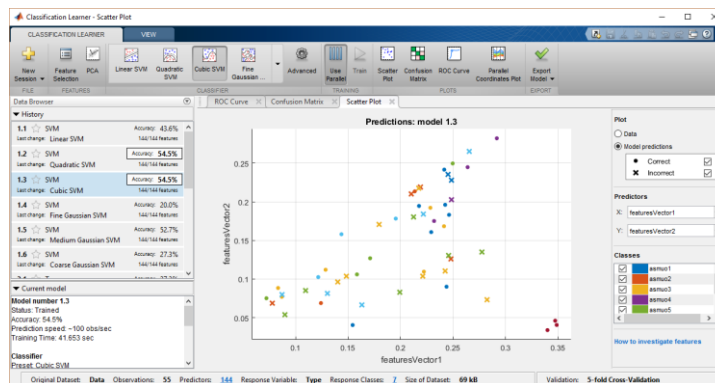 Classification Learner - Scatter Plot
CLASSIFICATION LEARNER
VIEW
New Session
Feature Selection
PCA
Linear SVM
Quadratic SVM
Cubic SVM
Fine Gaussian ...
Advanced
Use Parallel
Train
Scatter Plot
Confusion Matrix
ROC Curve
Parallel Coordinates Plot
Export Model
FILE
FEATURES
CLASSIFIER
TRAINING
PLOTS
EXPORT
Data Browser
History
1.1 SVM Accuracy: 43.6%
Last change: Linear SVM 144/144 features
1.2 SVM Accuracy: 54.5%
Last change: Quadratic SVM 144/144 features
1.3 SVM Accuracy: 54.5%
Last change: Cubic SVM 144/144 features
1.4 SVM Accuracy: 20.0%
Last change: Fine Gaussian SVM 144/144 features
1.5 SVM Accuracy: 52.7%
Last change: Medium Gaussian SVM 144/144 features
1.6 SVM Accuracy: 27.3%
Last change: Coarse Gaussian SVM 144/144 features
Current model
Model number 1.3
Status: Trained
Accuracy: 54.5%
Prediction speed: ~100 obs/sec
Training Time: 41.653 sec
Classifier
Preset: Cubic SVM
ROC Curve
Confusion Matrix
Scatter Plot
Predictions: model 1.3
featuresVector2
0.25
0.2
0.15
0.1
0.05
0.1
0.15
0.2
0.25
0.3
0.35
featuresVector1
Plot
Data
Model predictions
Correct
Incorrect
Predictors
X: featuresVector1
Y: featuresVector2
Classes
asmuo1
asmuo2
asmuo3
asmuo4
asmuo5
How to investigate features
Original Dataset: Data Observations: 55 Predictors: 144 Response Variable: Type Response Classes: 7 Size of Dataset: 69 kB Validation: 5-fold Cross-Validation